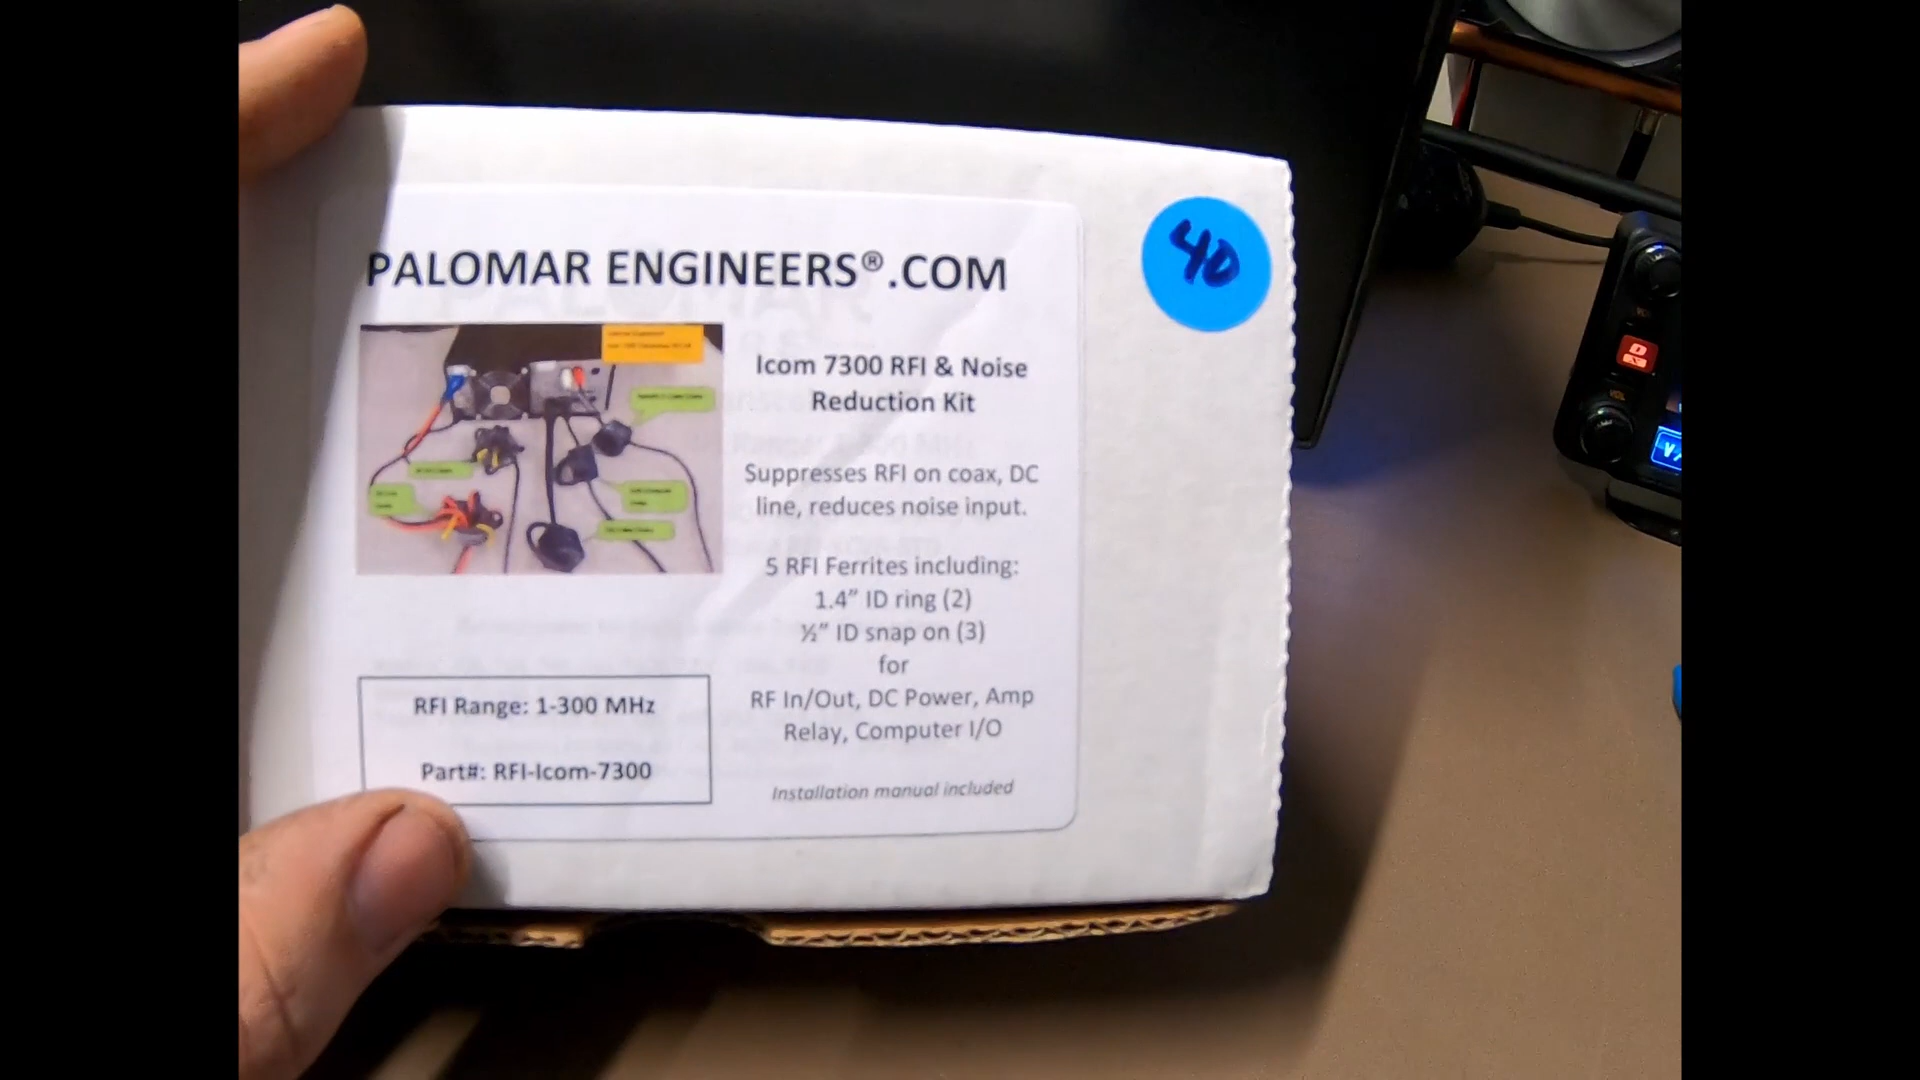 PALOMAR ENGINEERS®.COM
40
Icom 7300 RFI & Noise
Reduction Kit
Suppresses RFI on coax, DC
line, reduces noise input.
5 RFI Ferrites including:
1.4” ID ring (2)
½” ID snap on (3)
for
RF In/Out, DC Power, Amp
Relay, Computer I/O
Installation manual included
RFI Range: 1-300 MHz
Part#: RFI-Icom-7300
VOL